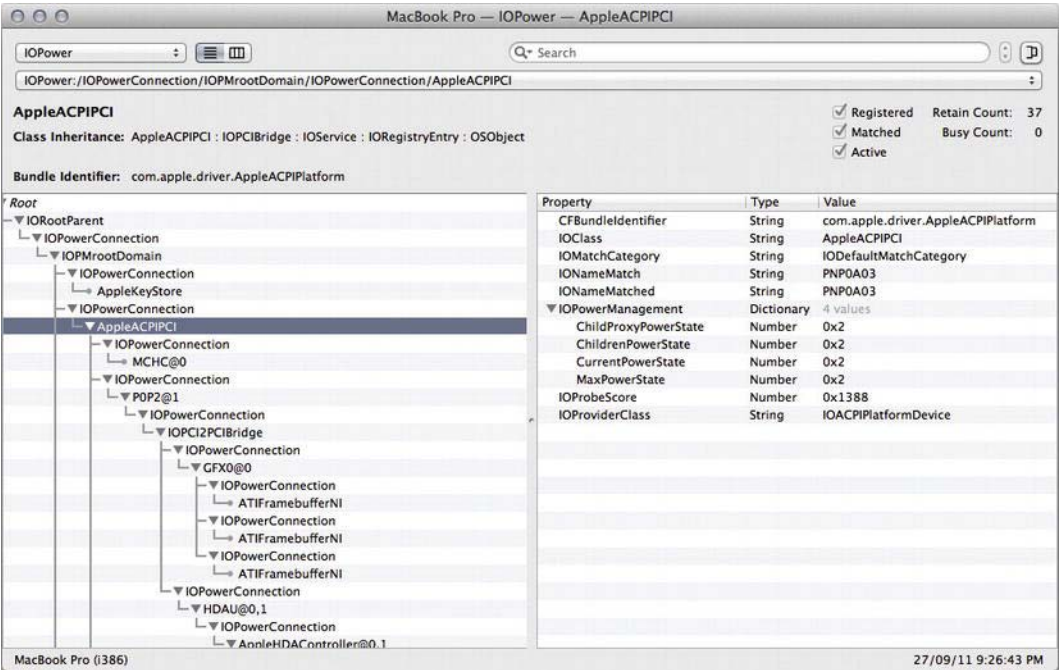 MacBook Pro — IOPower — AppleACPIPCI
IOPower
Search
IOPower:/IOPowerConnection/IOPMrootDomain/IOPowerConnection/AppleACPIPCI
AppleACPIPCI
Registered Retain Count: 37
Class Inheritance: AppleACPIPCI : IOPCIBridge : IOService : IORegistryEntry : OSObject
Matched Busy Count: 0
Active
Bundle Identifier: com.apple.driver.AppleACPIPlatform
Root
IORootParent
IOPowerConnection
IOPMrootDomain
IOPowerConnection
AppleKeyStore
IOPowerConnection
AppleACPIPCI
IOPowerConnection
MCHC@0
IOPowerConnection
P0P2@1
IOPowerConnection
IOPCI2PCIBridge
IOPowerConnection
GFX0@0
IOPowerConnection
ATIFramebufferNI
IOPowerConnection
ATIFramebufferNI
IOPowerConnection
ATIFramebufferNI
IOPowerConnection
HDAU@0,1
IOPowerConnection
AppleHDAController@0,1
Property Type Value
CFBundleIdentifier String com.apple.driver.AppleACPIPlatform
IOClass String AppleACPIPCI
IOMatchCategory String IODefaultMatchCategory
IONameMatch String PNP0A03
IONameMatched String PNP0A03
IOPowerManagement Dictionary 4 values
ChildProxyPowerState Number 0x2
ChildrenPowerState Number 0x2
CurrentPowerState Number 0x2
MaxPowerState Number 0x2
IOProbeScore Number 0x1388
IOProviderClass String IOACPIPlatformDevice
MacBook Pro (i386)
27/09/11 9:26:43 PM